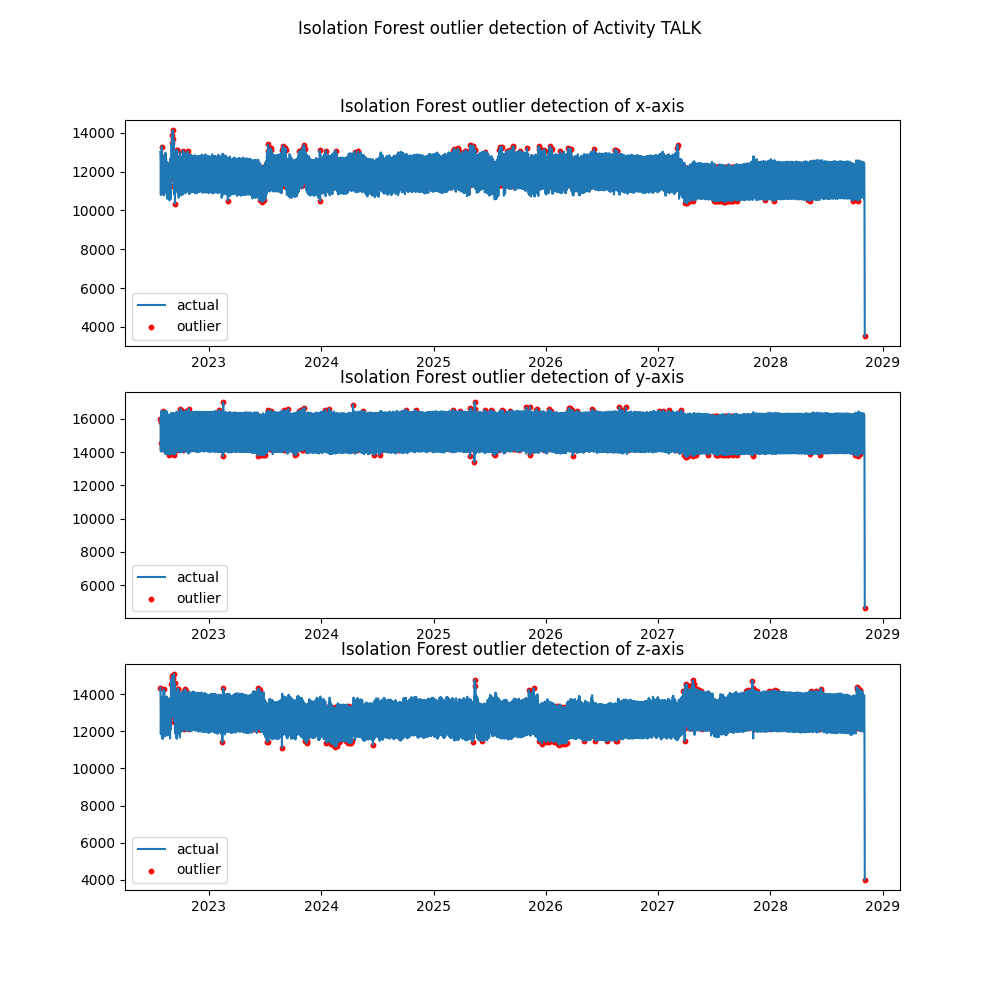 Isolation Forest outlier detection of Activity TALK
Isolation Forest outlier detection of x-axis
14000
12000
10000
8000
6000
4000
actual
outlier
2023 2024 2025 2026 2027 2028 2029
Isolation Forest outlier detection of y-axis
16000
14000
12000
10000
8000
6000
actual
outlier
2023 2024 2025 2026 2027 2028 2029
Isolation Forest outlier detection of z-axis
14000
12000
10000
8000
6000
4000
actual
outlier
2023 2024 2025 2026 2027 2028 2029